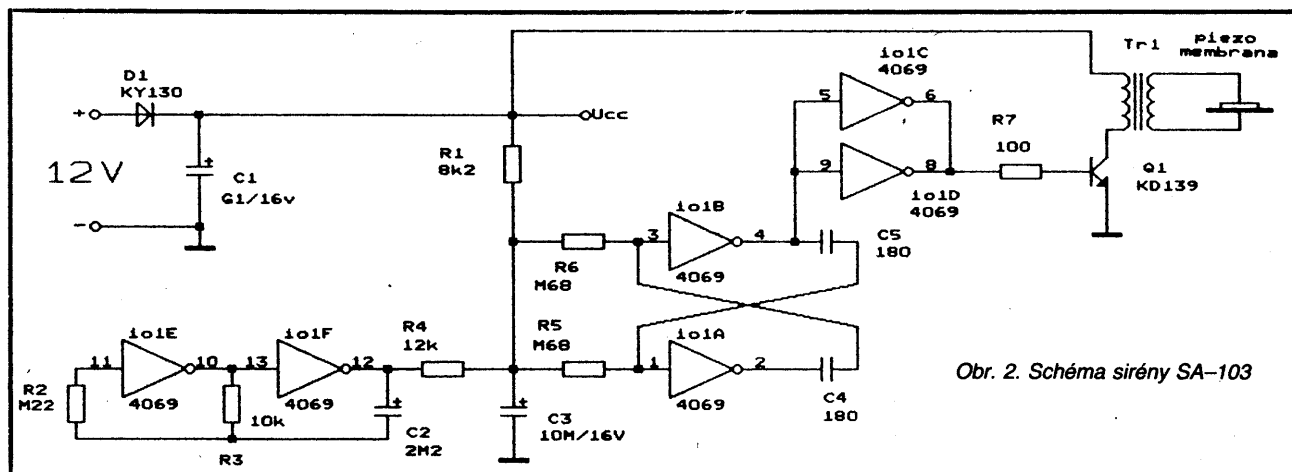 D1
KY130
+
12V
-
C1
G1/16v
Ucc
R1
8k2
io1C
4069
5
6
9
8
io1D
4069
R7
100
Tr1
piezo
membrana
Q1
KD139
io1B
3
4
4069
R6
M68
C5
180
R5
M68
io1A
1
2
4069
C4
180
io1E
11
10
4069
io1F
13
12
4069
R4
12k
R2
M22
10k
R3
C2
2M2
C3
10M/16V
Obr. 2. Schéma sirény SA–103